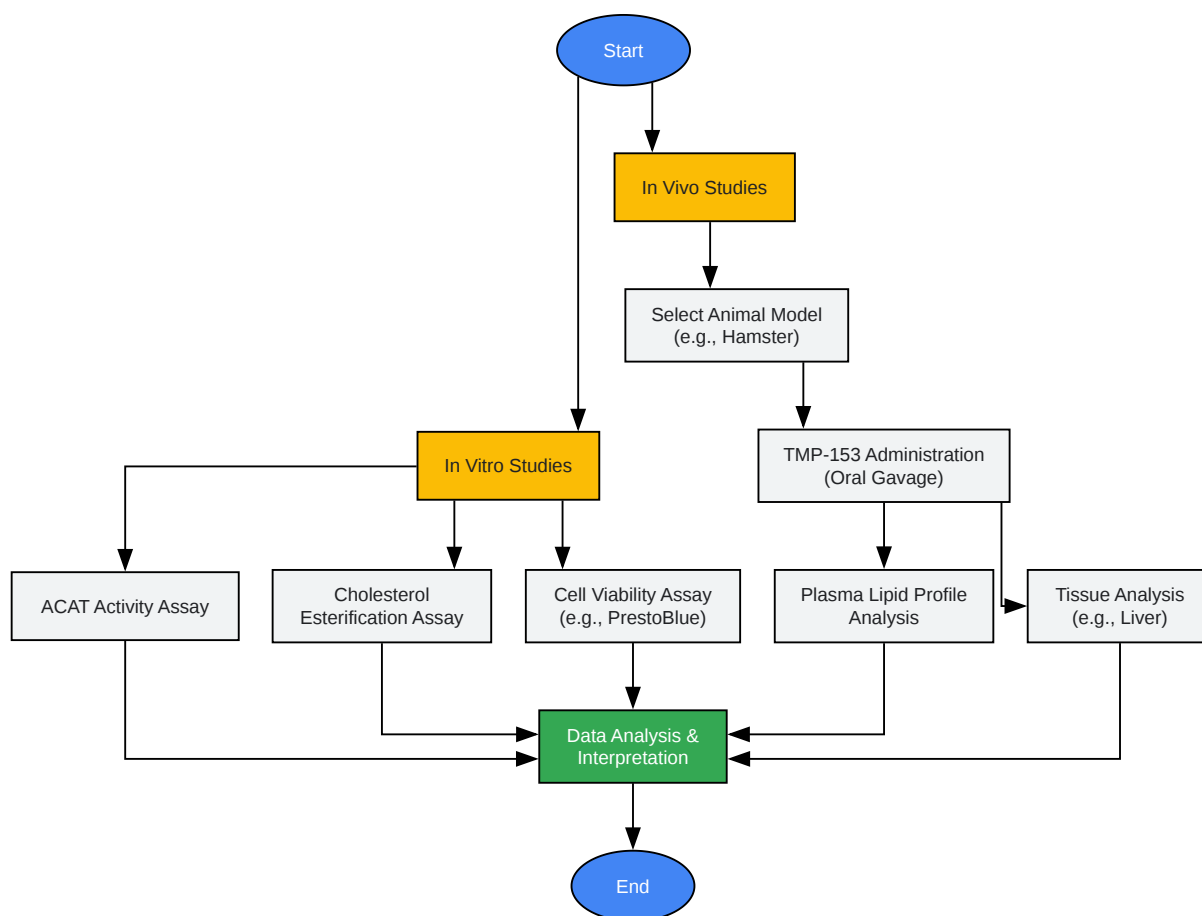 Start
In Vivo Studies
Select Animal Model
(e.g., Hamster)
In Vitro Studies
TMP-153 Administration
(Oral Gavage)
ACAT Activity Assay
Cholesterol
Esterification Assay
Cell Viability Assay
(e.g., PrestoBlue)
Plasma Lipid Profile
Analysis
Tissue Analysis
(e.g., Liver)
Data Analysis &
Interpretation
End